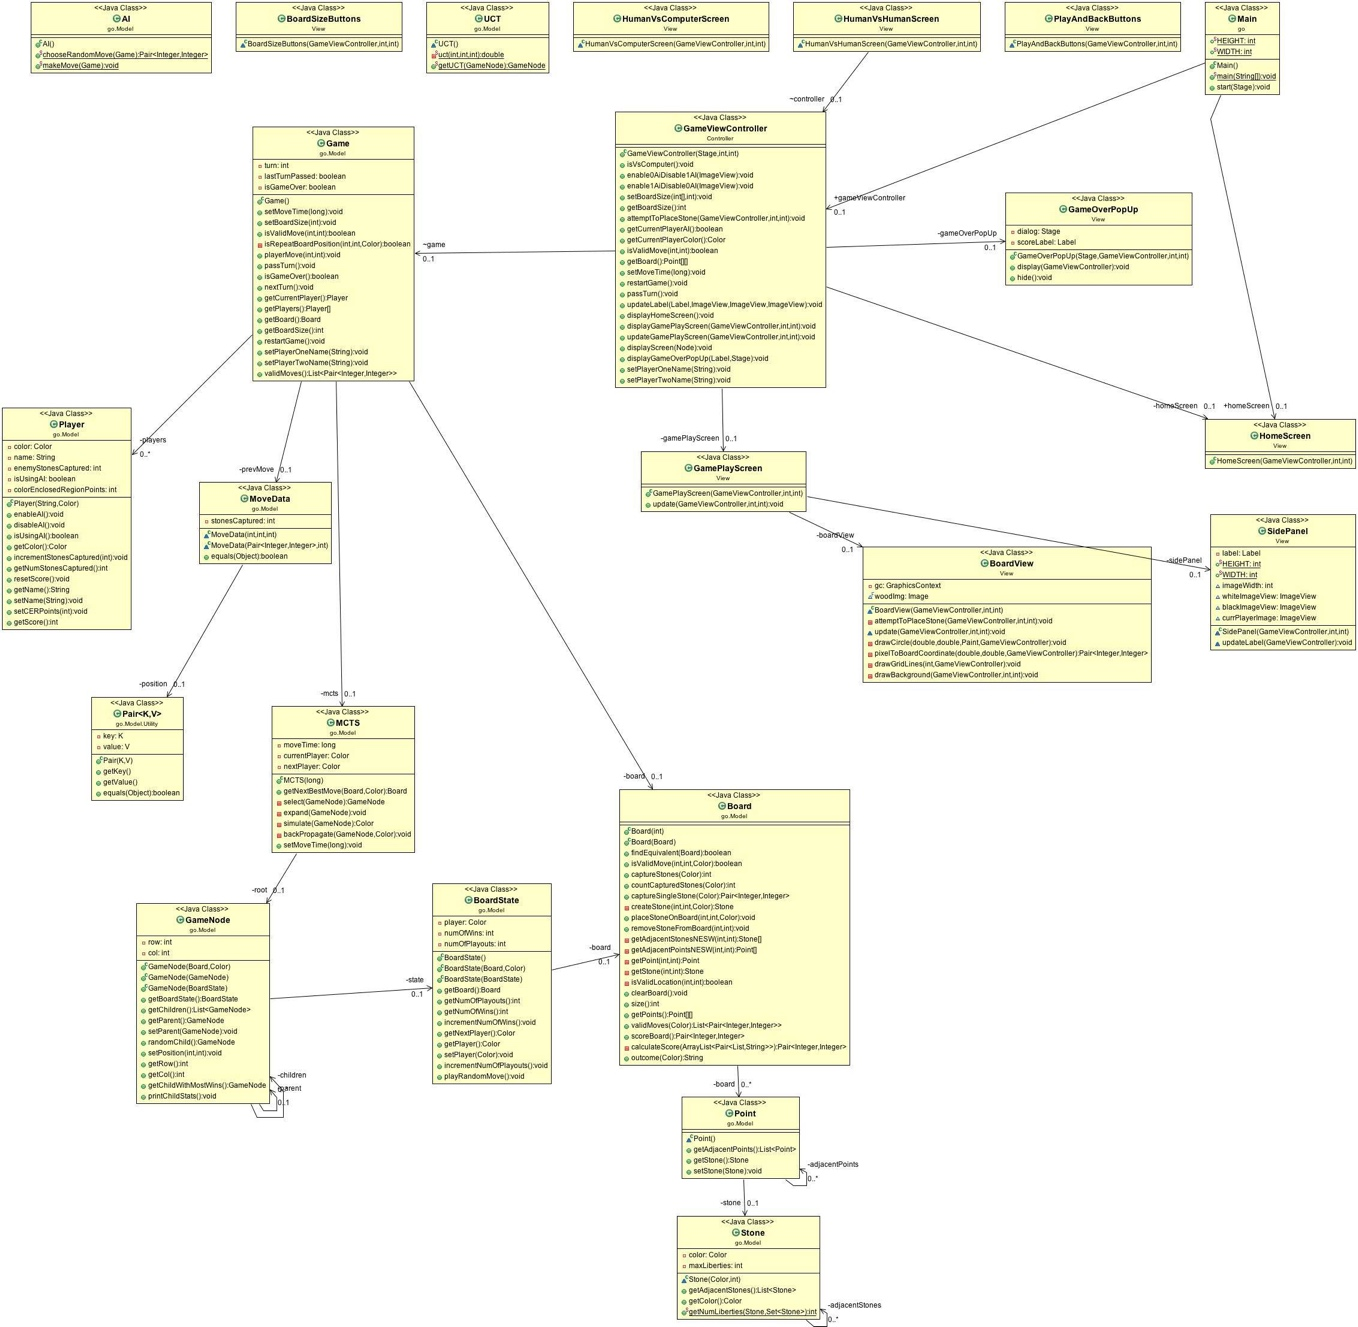 <<Java Class>>
AI
go.Model
AI()
chooseRandomMove(Game):Pair<Integer,Integer>
makeMove(Game):void
<<Java Class>>
BoardSizeButtons
View
BoardSizeButtons(GameViewController,int,int)
<<Java Class>>
UCT
go.Model
UCT()
uct(int,int,int):double
getUCT(GameNode):GameNode
<<Java Class>>
HumanVsComputerScreen
View
HumanVsComputerScreen(GameViewController,int,int)
<<Java Class>>
HumanVsHumanScreen
View
HumanVsHumanScreen(GameViewController,int,int)
<<Java Class>>
PlayAndBackButtons
View
PlayAndBackButtons(GameViewController,int,int)
<<Java Class>>
Main
go
HEIGHT: int
WIDTH: int
Main()
main(String[]):void
start(Stage):void
~controller 0..1
<<Java Class>>
Game
go.Model
turn: int
lastTurnPassed: boolean
isGameOver: boolean
Game()
setMoveTime(long):void
setBoardSize(int):void
isValidMove(int,int):boolean
isRepeatBoardPosition(int,int,Color):boolean
playerMove(int,int):void
passTurn():void
isGameOver():boolean
nextTurn():void
getCurrentPlayer():Player
getPlayers():Player[]
getBoard():Board
getBoardSize():int
restartGame():void
setPlayerOneName(String):void
setPlayerTwoName(String):void
validMoves():List<Pair<Integer,Integer>>
~game
0..1
<<Java Class>>
GameViewController
Controller
GameViewController(Stage,int,int)
isVsComputer():void
enable0AiDisable1AI(ImageView):void
enable1AiDisable0AI(ImageView):void
setBoardSize(int[],int):void
getBoardSize():int
attemptToPlaceStone(GameViewController,int,int):void
getCurrentPlayerAI():boolean
getCurrentPlayerColor():Color
isValidMove(int,int):boolean
getBoard():Point[][]
setMoveTime(long):void
restartGame():void
passTurn():void
updateLabel(Label,ImageView,ImageView,ImageView):void
displayHomeScreen():void
displayGamePlayScreen(GameViewController,int,int):void
updateGamePlayScreen(GameViewController,int,int):void
displayScreen(Node):void
displayGameOverPopUp(Label,Stage):void
setPlayerOneName(String):void
setPlayerTwoName(String):void
+gameViewController
0..1
-gameOverPopUp
0..1
<<Java Class>>
GameOverPopUp
View
dialog: Stage
scoreLabel: Label
GameOverPopUp(Stage,GameViewController,int,int)
display(GameViewController):void
hide():void
-homeScreen 0..1
+homeScreen 0..1
<<Java Class>>
HomeScreen
View
HomeScreen(GameViewController,int,int)
-players
0..*
<<Java Class>>
Player
go.Model
color: Color
name: String
enemyStonesCaptured: int
isUsingAI: boolean
colorEnclosedRegionPoints: int
Player(String,Color)
enableAI():void
disableAI():void
isUsingAI():boolean
getColor():Color
incrementStonesCaptured(int):void
getNumStonesCaptured():int
resetScore():void
getName():String
setName(String):void
setCERPoints(int):void
getScore():int
-prevMove 0..1
<<Java Class>>
MoveData
go.Model
stonesCaptured: int
MoveData(int,int,int)
MoveData(Pair<Integer,Integer>,int)
equals(Object):boolean
-gamePlayScreen 0..1
<<Java Class>>
GamePlayScreen
View
GamePlayScreen(GameViewController,int,int)
update(GameViewController,int,int):void
-boardView
0..1
<<Java Class>>
BoardView
View
gc: GraphicsContext
woodImg: Image
BoardView(GameViewController,int,int)
attemptToPlaceStone(GameViewController,int,int):void
update(GameViewController,int,int):void
drawCircle(double,double,Paint,GameViewController):void
pixelToBoardCoordinate(double,double,GameViewController):Pair<Integer,Integer>
drawGridLines(int,GameViewController):void
drawBackground(GameViewController,int,int):void
-sidePanel
0..1
<<Java Class>>
SidePanel
View
label: Label
HEIGHT: int
WIDTH: int
imageWidth: int
whiteImageView: ImageView
blackImageView: ImageView
currPlayerImage: ImageView
SidePanel(GameViewController,int,int)
updateLabel(GameViewController):void
-position 0..1
<<Java Class>>
Pair<K,V>
go.Model.Utility
key: K
value: V
Pair(K,V)
getKey()
getValue()
equals(Object):boolean
-mcts 0..1
<<Java Class>>
MCTS
go.Model
moveTime: long
currentPlayer: Color
nextPlayer: Color
MCTS(long)
getNextBestMove(Board,Color):Board
select(GameNode):GameNode
expand(GameNode):void
simulate(GameNode):Color
backPropagate(GameNode,Color):void
setMoveTime(long):void
-board 0..1
<<Java Class>>
Board
go.Model
Board(int)
Board(Board)
findEquivalent(Board):boolean
isValidMove(int,int,Color):boolean
captureStones(Color):int
countCapturedStones(Color):int
captureSingleStone(Color):Pair<Integer,Integer>
createStone(int,int,Color):Stone
placeStoneOnBoard(int,int,Color):void
removeStoneFromBoard(int,int):void
getAdjacentStonesNESW(int,int):Stone[]
getAdjacentPointsNESW(int,int):Point[]
getPoint(int,int):Point
getStone(int,int):Stone
isValidLocation(int,int):boolean
clearBoard():void
size():int
getPoints():Point[][]
validMoves(Color):List<Pair<Integer,Integer>>
scoreBoard():Pair<Integer,Integer>
calculateScore(ArrayList<Pair<List,String>>):Pair<Integer,Integer>
outcome(Color):String
-root 0..1
<<Java Class>>
GameNode
go.Model
row: int
col: int
GameNode(Board,Color)
GameNode(GameNode)
GameNode(BoardState)
getBoardState():BoardState
getChildren():List<GameNode>
getParent():GameNode
setParent(GameNode):void
randomChild():GameNode
setPosition(int,int):void
getRow():int
getCol():int
getChildWithMostWins():GameNode
printChildStats():void
-children
-parent
0..1
-state
0..1
<<Java Class>>
BoardState
go.Model
player: Color
numOfWins: int
numOfPlayouts: int
BoardState()
BoardState(Board,Color)
BoardState(BoardState)
getBoard():Board
getNumOfPlayouts():int
getNumOfWins():int
incrementNumOfWins():void
getNextPlayer():Color
getPlayer():Color
setPlayer(Color):void
incrementNumOfPlayouts():void
playRandomMove():void
-board
0..1
-board 0..*
<<Java Class>>
Point
go.Model
Point()
getAdjacentPoints():List<Point>
getStone():Stone
setStone(Stone):void
-adjacentPoints
0..*
-stone 0..1
<<Java Class>>
Stone
go.Model
color: Color
maxLiberties: int
Stone(Color,int)
getAdjacentStones():List<Stone>
getColor():Color
getNumLiberties(Stone,Set<Stone>):int
-adjacentStones
0..*